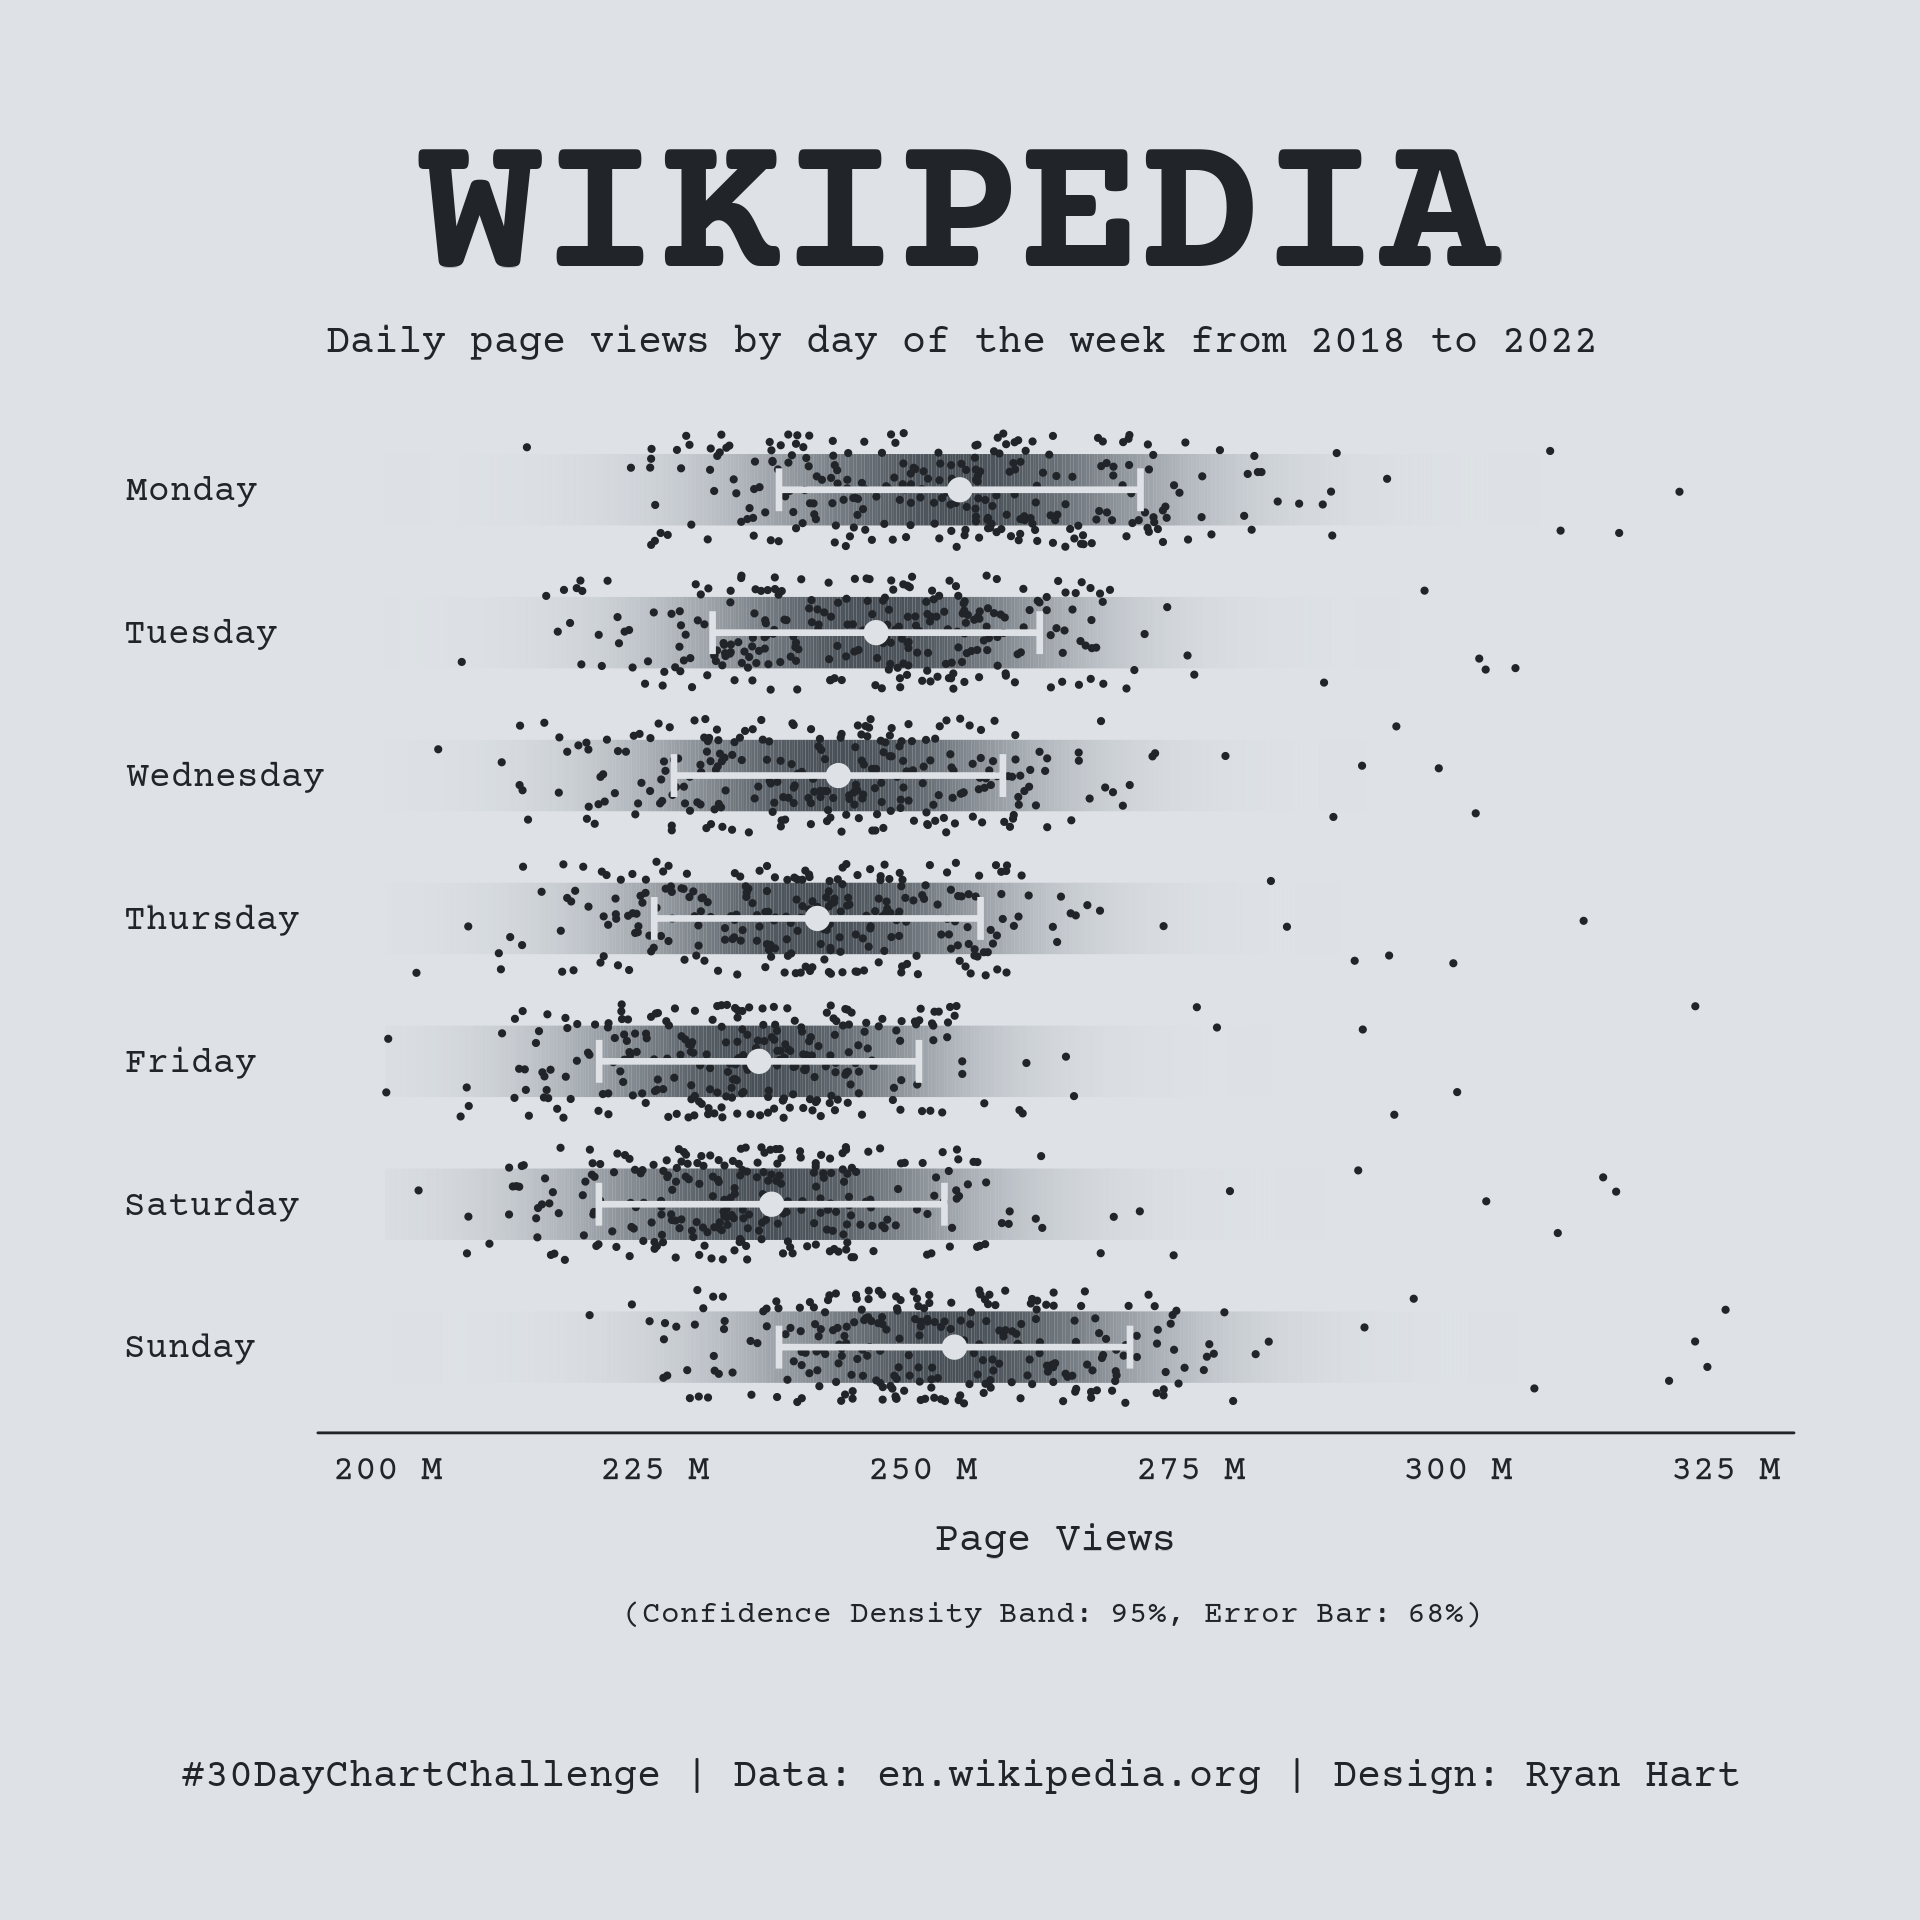 WIKIPEDIA
Daily page views by day of the week from 2018 to 2022
Monday
Tuesday
Wednesday
Thursday
Friday
Saturday
Sunday
200 M 225 M 250 M 275 M 300 M 325 M
Page Views
(Confidence Density Band: 95%, Error Bar: 68%)
#30DayChartChallenge | Data: en.wikipedia.org | Design: Ryan Hart